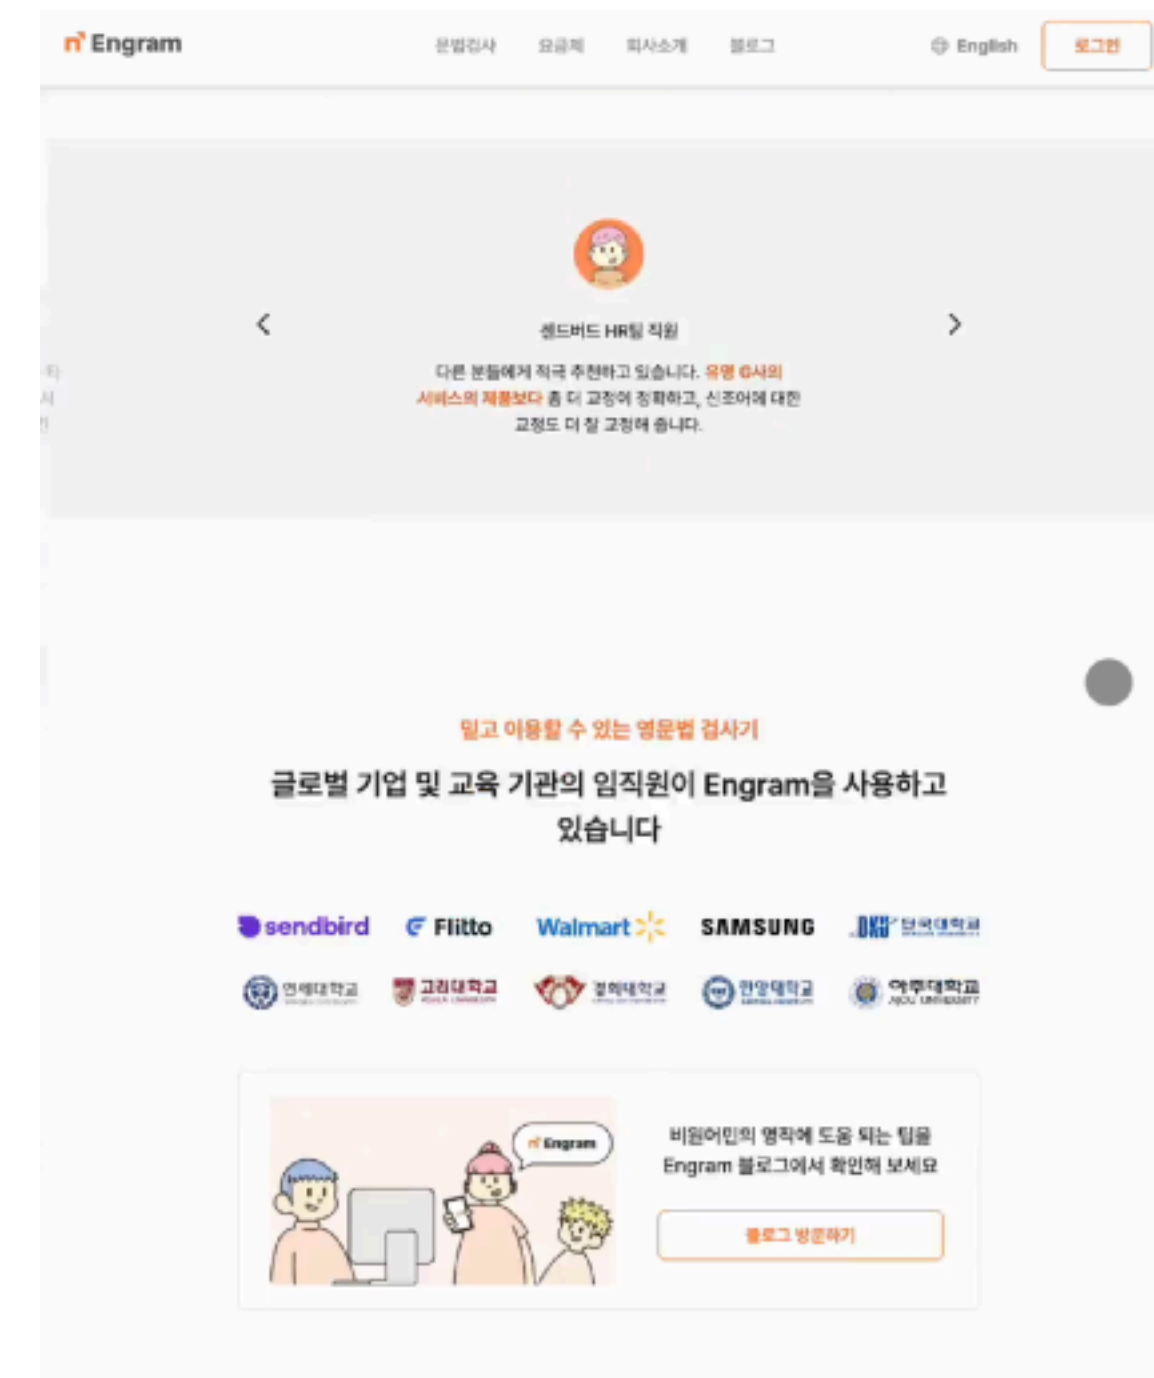 Engram
문법검사 요금제 회사소개 블로그
English
로그인
센드버드 HR팀 직원
다른 분들에게 적극 추천하고 있습니다. 유명 G사의
서비스의 제품보다 좀 더 교정이 정확하고, 신조어에 대한
교정도 더 잘 교정해 줍니다.
믿고 이용할 수 있는 영문법 검사기
글로벌 기업 및 교육 기관의 임직원이 Engram을 사용하고
있습니다
sendbird Flitto Walmart SAMSUNG DKU 단국대학교
연세대학교 고려대학교 경희대학교 한양대학교 아주대학교
AJOU UNIVERSITY
Engram
비원어민의 영작에 도움 되는 팁을
Engram 블로그에서 확인해 보세요
블로그 방문하기